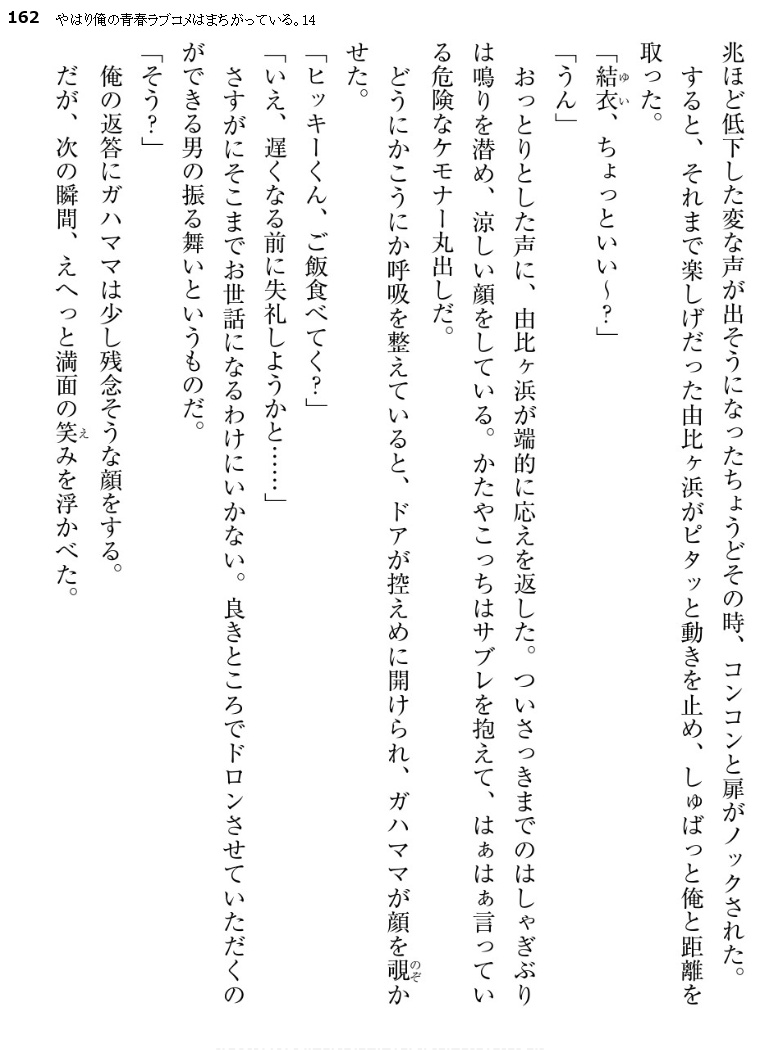 162 やはり俺の青春ラブコメはまちがっている。14
兆ほど低下した変な声が出そうになったちょうどその時、コンコンと扉がノックされた。
すると、それまで楽しげだった由比ヶ浜がピタッと動きを止め、しゅばっと俺と距離を
取った。
「結衣、ちょっといい～？」
「うん」
おっとりとした声に、由比ヶ浜が端的に応えを返した。ついさっきまでのはしゃぎぶり
は鳴りを潜め、涼しい顔をしている。かたやこっちはサブレを抱えて、はぁはぁ言ってい
る危険なケモナー丸出しだ。
どうにかこうにか呼吸を整えていると、ドアが控えめに開けられ、ガハママが顔を覗か
せた。
「ヒッキーくん、ご飯食べてく？」
「いえ、遅くなる前に失礼しようかと……」
さすがにそこまでお世話になるわけにいかない。良きところでドロンさせていただくの
ができる男の振る舞いというものだ。
「そう？」
俺の返答にガハママは少し残念そうな顔をする。
だが、次の瞬間、えへっと満面の笑みを浮かべた。